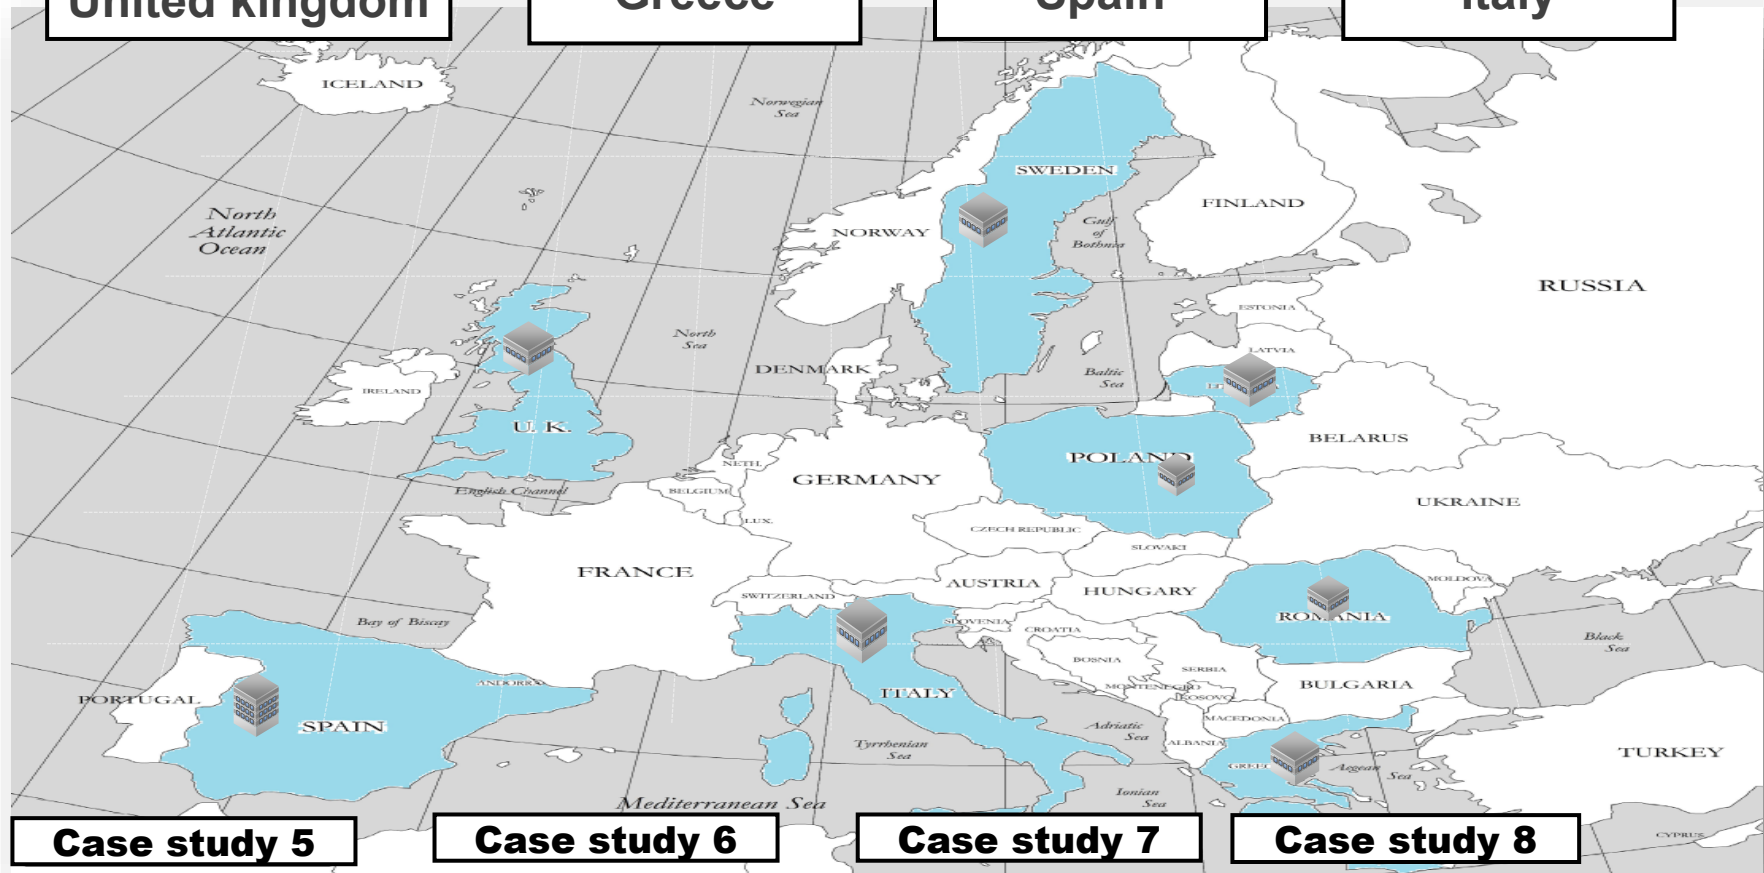 United kingdom
Greece
Spain
Italy
ICELAND
Norwegian
Sea
SWEDEN
FINLAND
North
Atlantic
Ocean
NORWAY
Gulf
of
Bothnia
RUSSIA
ESTONIA
North
Sea
LATVIA
DENMARK
Baltic
Sea
IRELAND
U. K.
BELARUS
POLAND
NETH.
GERMANY
English Channel
BELGIUM
UKRAINE
LUX.
CZECH REPUBLIC
SLOVAKI
FRANCE
AUSTRIA
HUNGARY
MOLDOVA
SWITZERLAND
ROMANIA
Bay of Biscay
SLOVENIA
CROATIA
Black
Sea
BOSNIA
SERBIA
ANDORRA
MONTENEGRO
KOSOVO
BULGARIA
PORTUGAL
ITALY
SPAIN
MACEDONIA
Adriatic
Sea
ALBANIA
Tyrrhenian
Sea
TURKEY
GREEC
Aegean
Sea
Mediterranean Sea
Ionian
Sea
CYPRUS
Case study 5
Case study 6
Case study 7
Case study 8